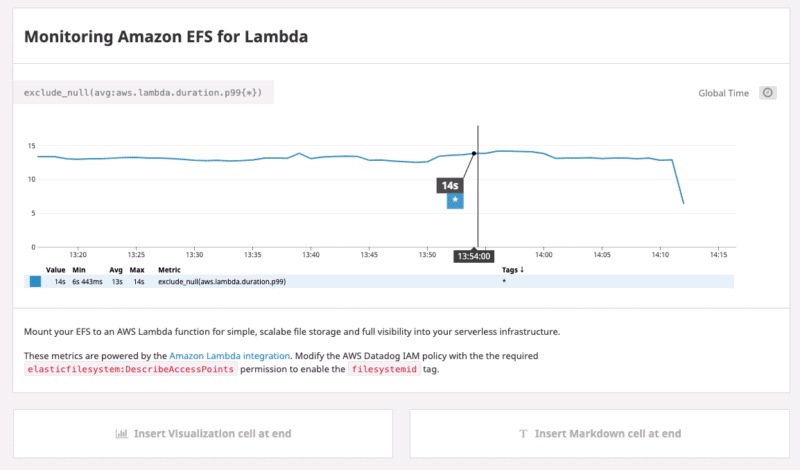 Monitoring Amazon EFS for Lambda
exclude_null(avg:aws.lambda.duration.p99{*})
Global Time
15
10
5
0
14s
*
13:20
13:25
13:30
13:35
13:40
13:45
13:50
13:54:00
14:00
14:05
14:10
14:15
Value Min Avg Max Metric Tags ↓
14s 6s 443ms 13s 14s exclude_null(aws.lambda.duration.p99) *
Mount your EFS to an AWS Lambda function for simple, scalabe file storage and full visibility into your serverless infrastructure.
These metrics are powered by the Amazon Lambda integration. Modify the AWS Datadog IAM policy with the the required
elasticfilesystem:DescribeAccessPoints permission to enable the filesystemid tag.
Insert Visualization cell at end
Insert Markdown cell at end